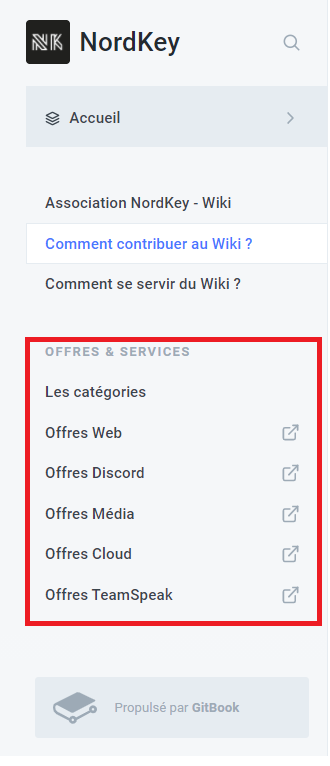 NK NordKey
Accueil
Association NordKey - Wiki
Comment contribuer au Wiki ?
Comment se servir du Wiki ?
OFFRES & SERVICES
Les catégories
Offres Web
Offres Discord
Offres Média
Offres Cloud
Offres TeamSpeak
Propulsé par GitBook